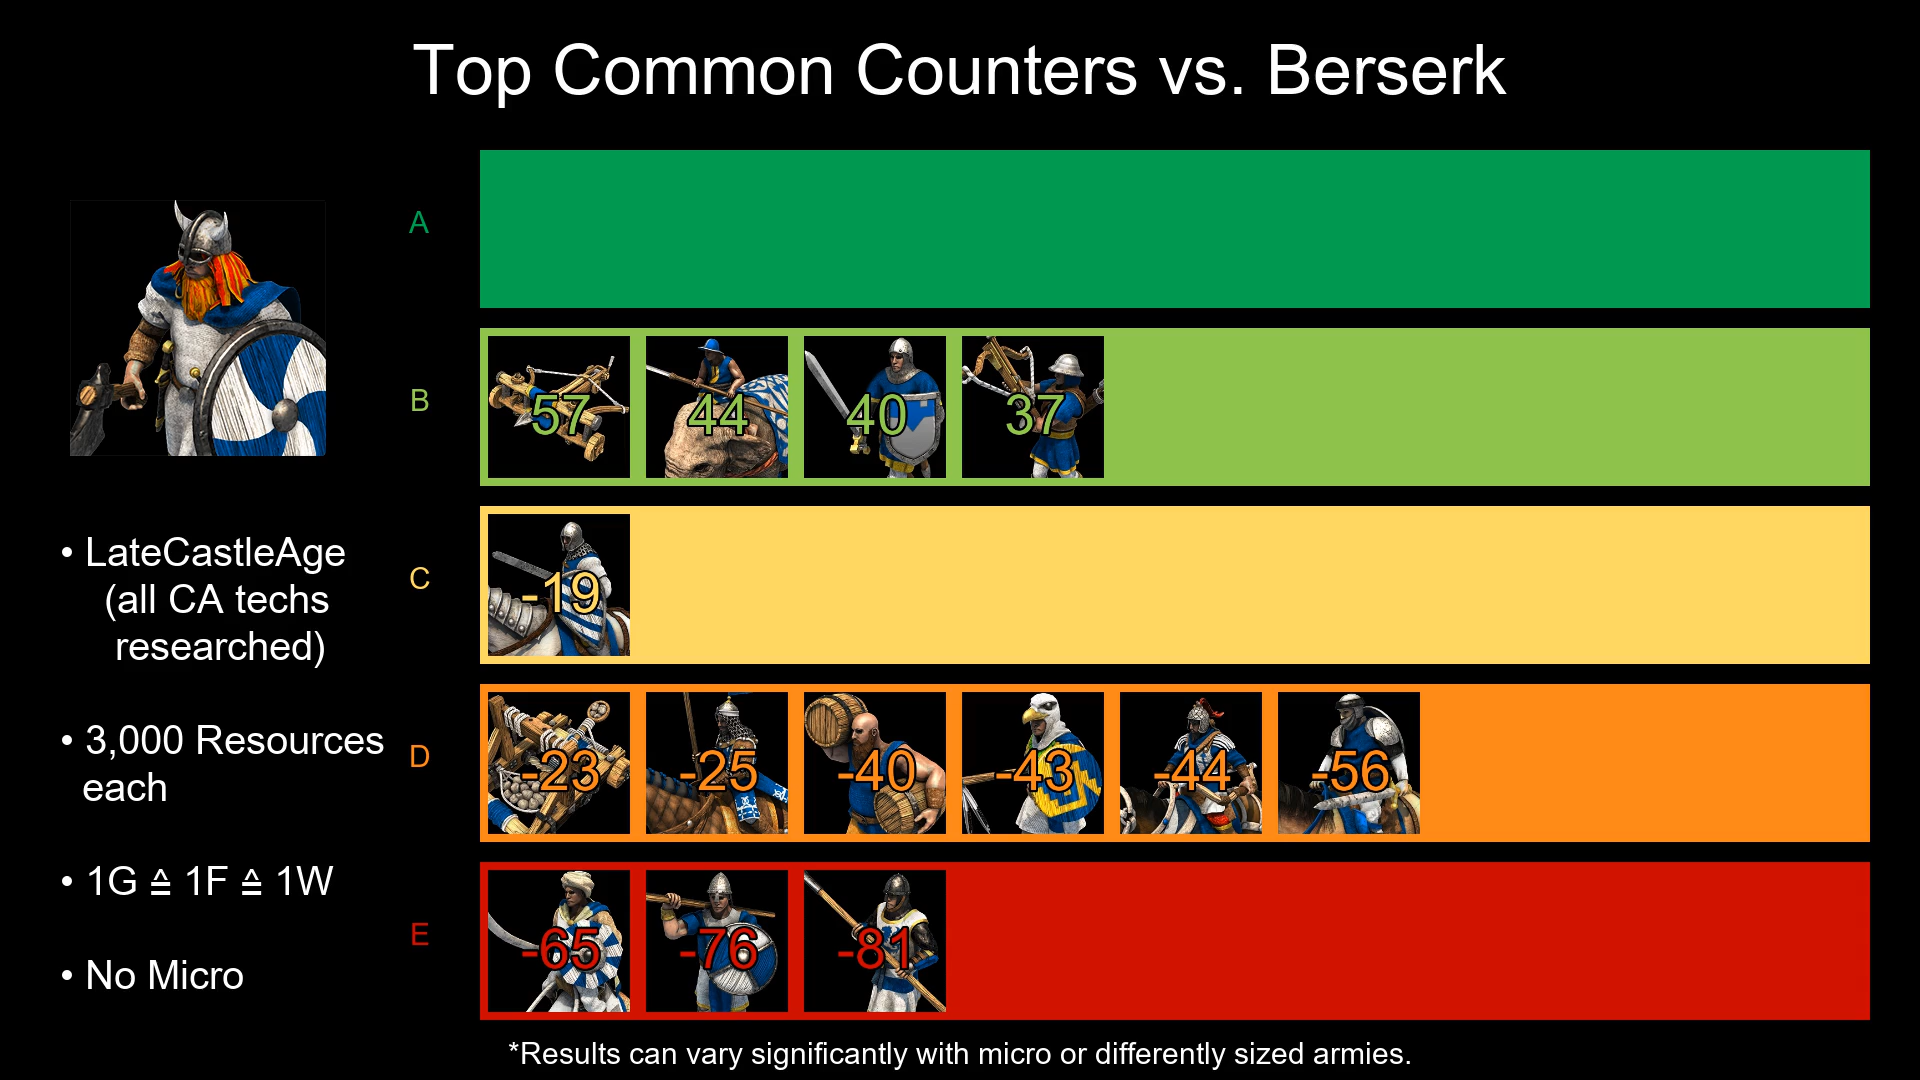 Top Common Counters vs. Berserk
A
B
57 44 40 37
• LateCastleAge
(all CA techs
researched)
C
-19
• 3,000 Resources
each
D
-23 -25 -40 -43 -44 -56
• 1G ≙ 1F ≙ 1W
• No Micro
E
-65 -76 -81
*Results can vary significantly with micro or differently sized armies.